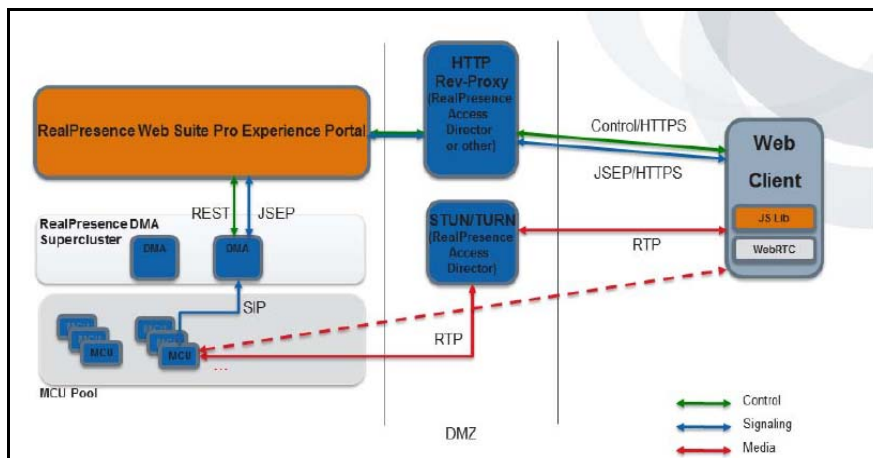 HTTP
Rev-Proxy
(RealPresence
Access
Director
or other)
RealPresence Web Suite Pro Experience Portal
Control/HTTPS
JSEP/HTTPS
Web
Client
JS Lib
WebRTC
REST
JSEP
RealPresence DMA
Supercluster
DMA
DMA
STUN/TURN
(RealPresence
Access
Director)
RTP
SIP
MCU
MCU
MCU
MCU
RTP
...
MCU Pool
DMZ
Control
Signaling
Media